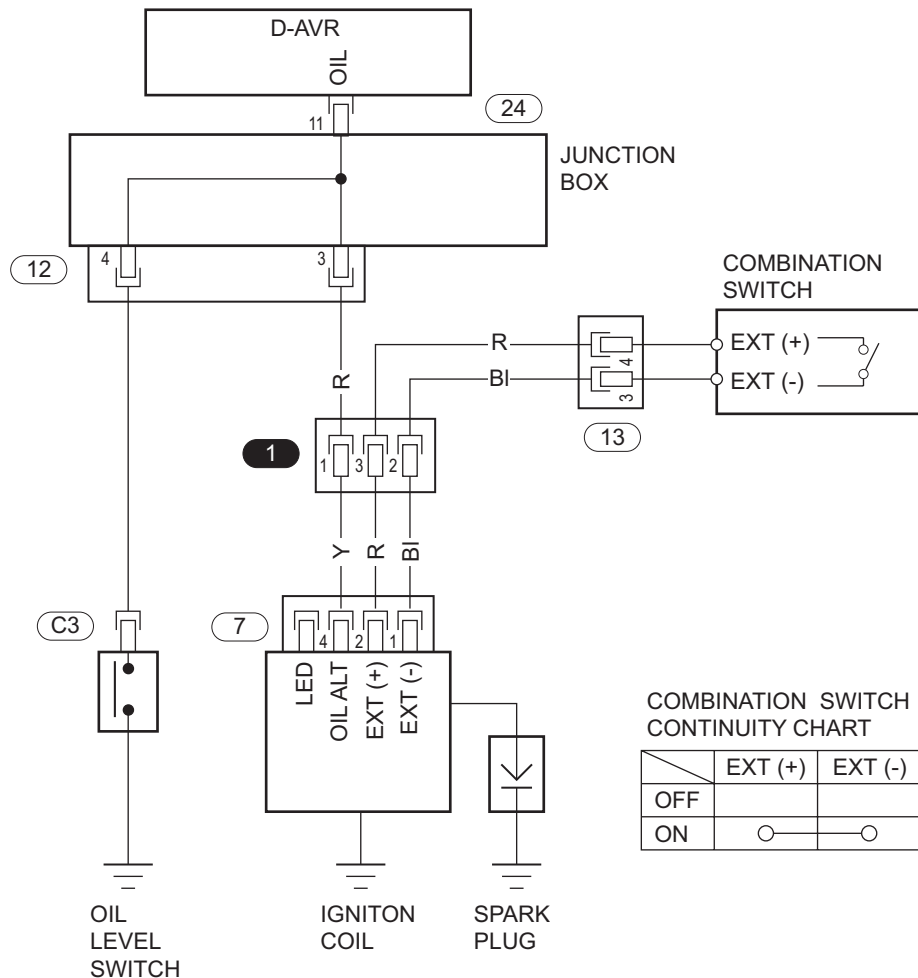 D-AVR
OIL
11
24
JUNCTION
BOX
12
4
3
COMBINATION
SWITCH
R
4
EXT (+)
Bl
3
EXT (-)
13
R
1
1
3
2
Y
R
Bl
C3
7
4
2
1
LED
OIL ALT
EXT (+)
EXT (-)
COMBINATION SWITCH
CONTINUITY CHART
EXT (+) EXT (-)
OFF
ON
OIL
LEVEL
SWITCH
IGNITON
COIL
SPARK
PLUG